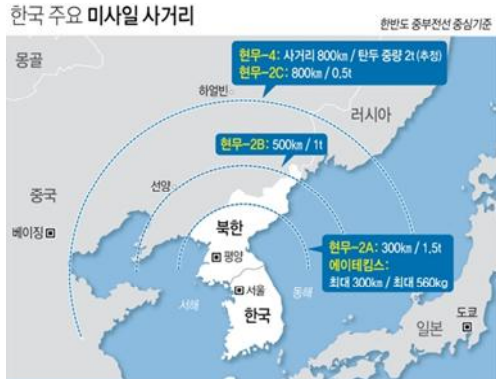 한국 주요 미사일 사거리
한반도 중부전선 중심기준
몽골
현무-4: 사거리 800㎞ / 탄두 중량 2t (추정)
현무-2C: 800㎞ / 0.5t
하얼빈
러시아
현무-2B: 500㎞ / 1t
중국
선양
베이징
북한
평양
현무-2A: 300㎞ / 1.5t
에이테킴스:
최대 300㎞ / 최대 560kg
서울
서해
동해
한국
도쿄
일본